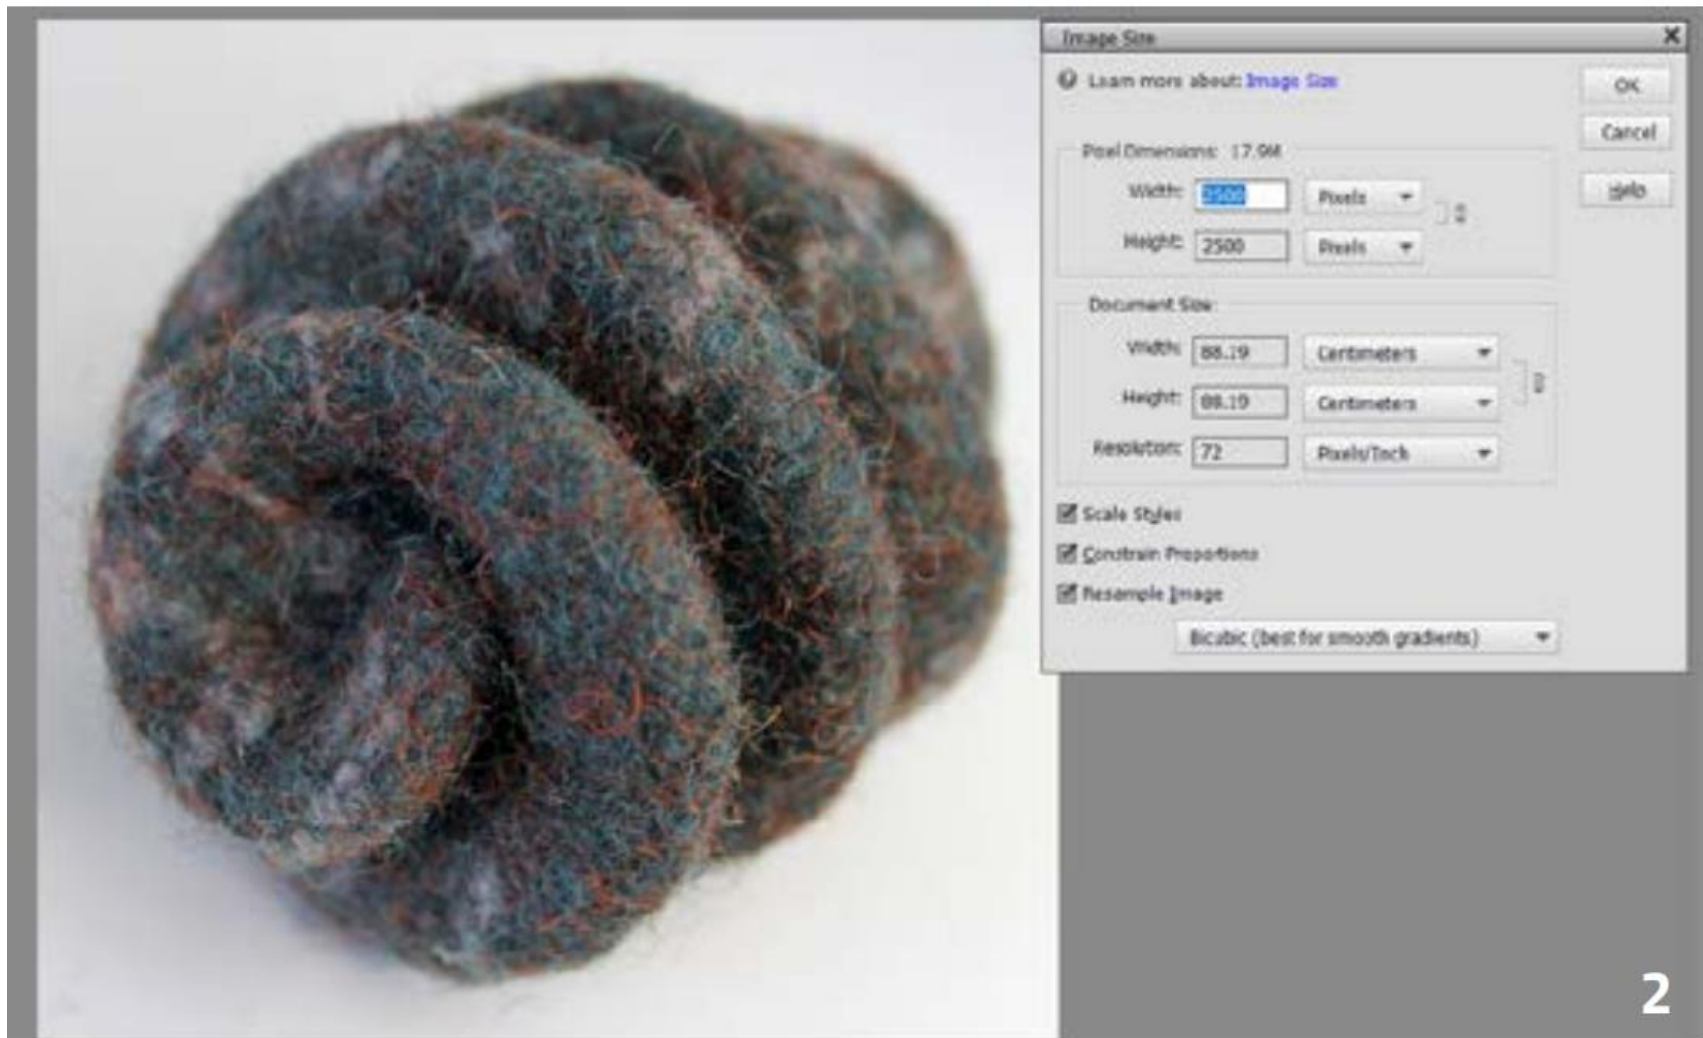 Image Size
Learn more about: Image Size
OK
Cancel
Help
Pixel Dimensions: 17.9M
Width: 2500 Pixels
Height: 2500 Pixels
Document Size:
Width: 88.19 Centimeters
Height: 88.19 Centimeters
Resolution: 72 Pixels/Inch
Scale Styles
Constrain Proportions
Resample Image
Bicubic (best for smooth gradients)
2